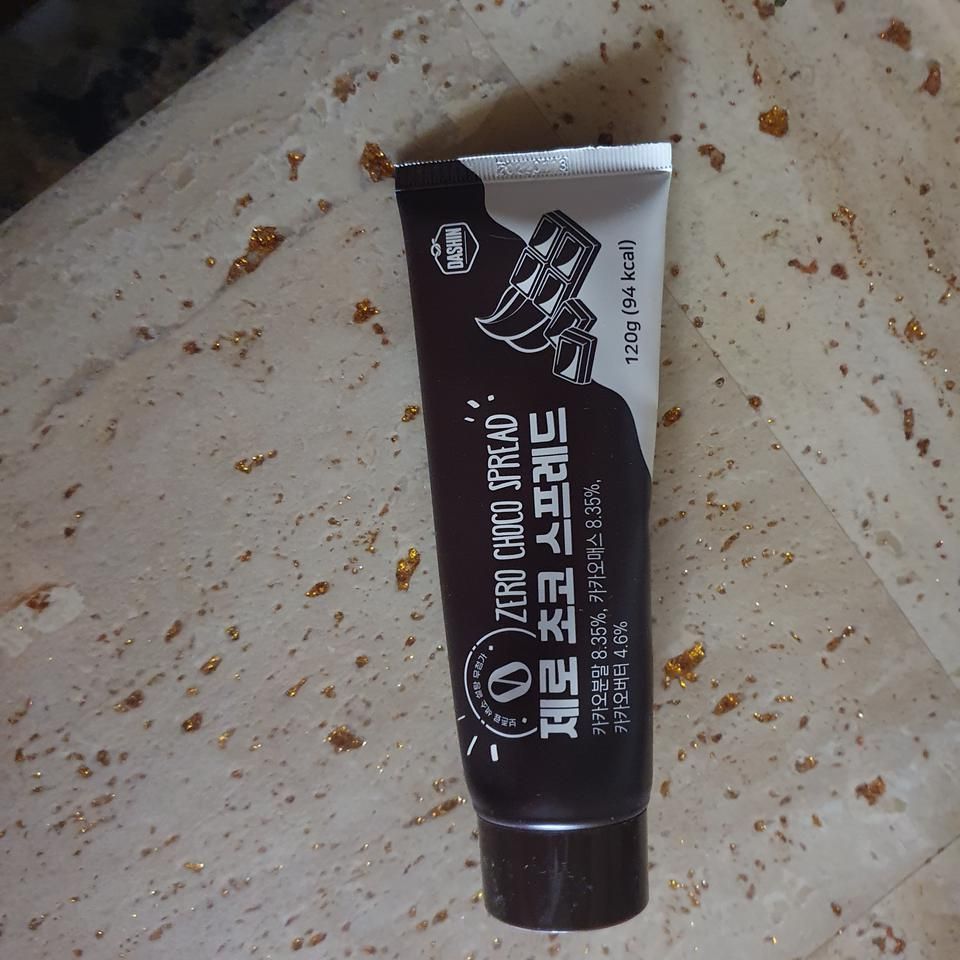 DASHIN
ZERO CHOCO SPREAD
제로 초코 스프레드
카카오분말 8.35%, 카카오매스 8.35%,
카카오버터 4.6%
120g (94 kcal)